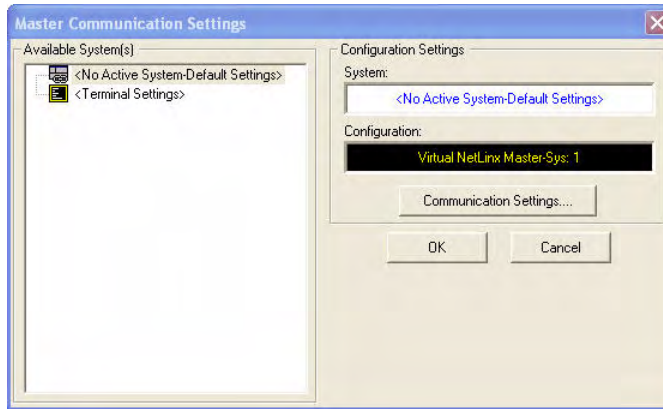 Master Communication Settings
Available System(s)
<No Active System-Default Settings>
<Terminal Settings>
Configuration Settings
System:
<No Active System-Default Settings>
Configuration:
Virtual NetLinx Master-Sys: 1
Communication Settings....
OK
Cancel